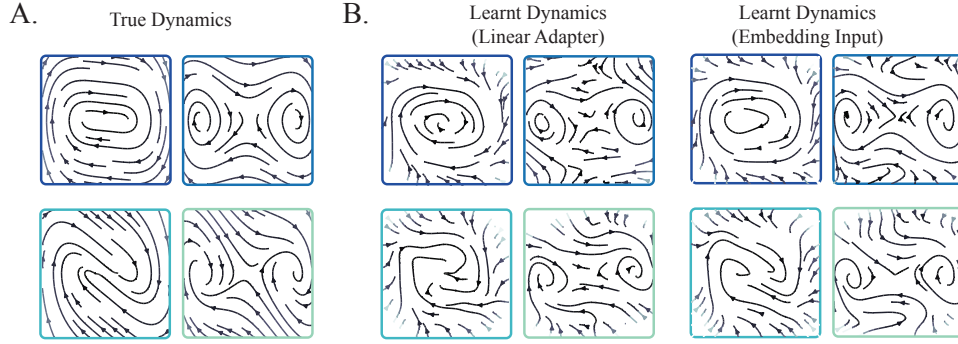 A.
True Dynamics
B.
Learnt Dynamics
(Linear Adapter)
Learnt Dynamics
(Embedding Input)